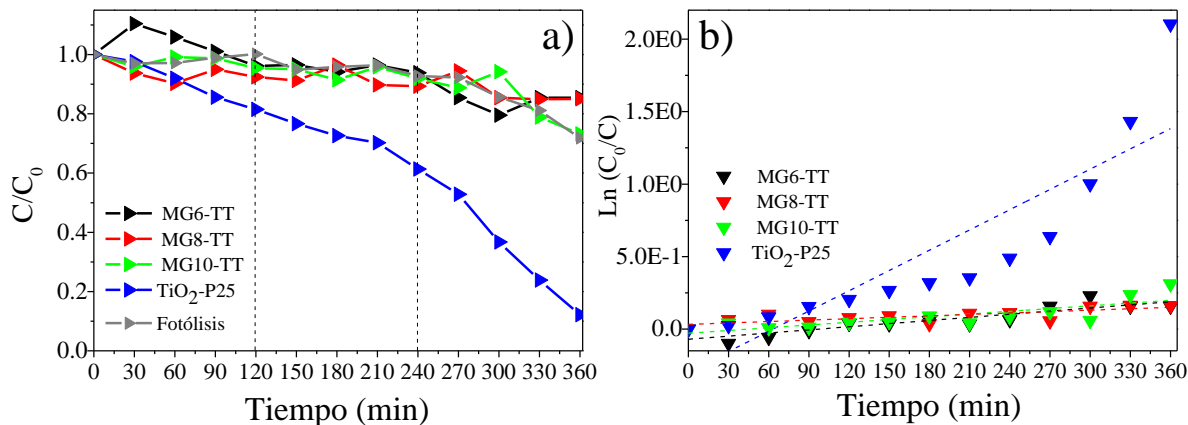 a)
C/C0
1.0
0.8
0.6
0.4
0.2
0.0
MG6-TT
MG8-TT
MG10-TT
TiO2-P25
Fotólisis
0 30 60 90 120 150 180 210 240 270 300 330 360
Tiempo (min)
b)
Ln (C0/C)
2.0E0
1.5E0
1.0E0
5.0E-1
0.0
MG6-TT
MG8-TT
MG10-TT
TiO2-P25
0 30 60 90 120 150 180 210 240 270 300 330 360
Tiempo (min)